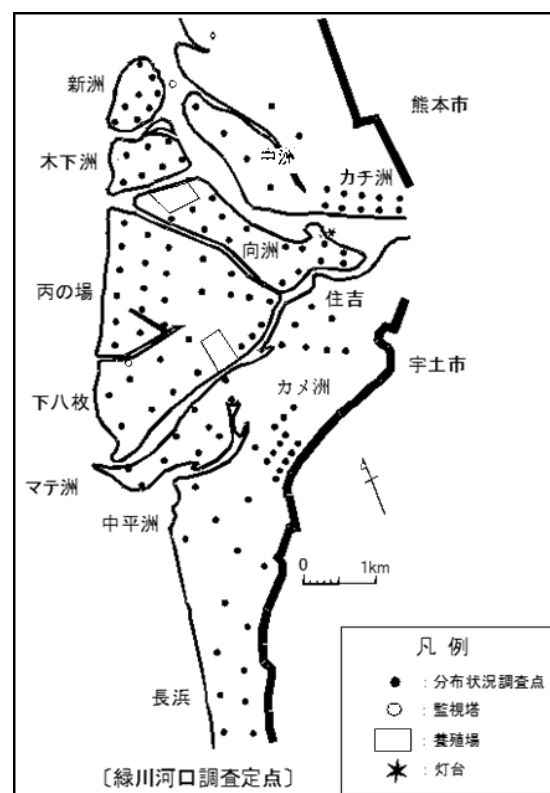 新洲
熊本市
木下洲
中洲
カチ洲
向洲
丙の場
住吉
宇土市
下八枚
カメ洲
マテ洲
中平洲
0 1km
長浜
凡例
● : 分布状況調査点
○ : 監視塔
□ : 養殖場
: 灯台
〔緑川河口調査定点〕